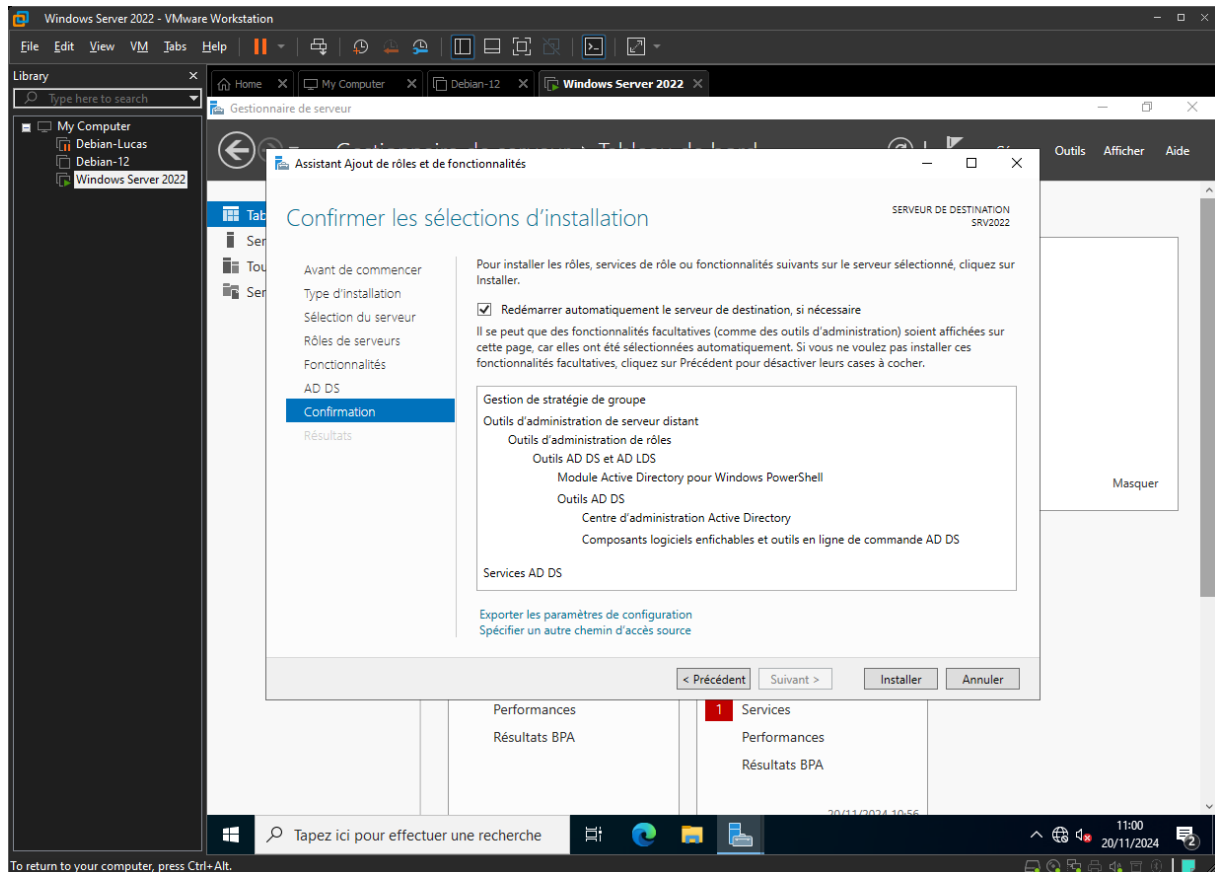 Windows Server 2022 - VMware Workstation
File Edit View VM Tabs Help
Library
Type here to search
My Computer
Debian-Lucas
Debian-12
Windows Server 2022
Home
My Computer
Debian-12
Windows Server 2022
Gestionnaire de serveur
Outils Afficher Aide
Assistant Ajout de rôles et de fonctionnalités
Confirmer les sélections d'installation
SERVEUR DE DESTINATION
SRV2022
Avant de commencer
Type d'installation
Sélection du serveur
Rôles de serveurs
Fonctionnalités
AD DS
Confirmation
Résultats
Pour installer les rôles, services de rôle ou fonctionnalités suivants sur le serveur sélectionné, cliquez sur
Installer.
Redémarrer automatiquement le serveur de destination, si nécessaire
Il se peut que des fonctionnalités facultatives (comme des outils d'administration) soient affichées sur
cette page, car elles ont été sélectionnées automatiquement. Si vous ne voulez pas installer ces
fonctionnalités facultatives, cliquez sur Précédent pour désactiver leurs cases à cocher.
Gestion de stratégie de groupe
Outils d'administration de serveur distant
Outils d'administration de rôles
Outils AD DS et AD LDS
Module Active Directory pour Windows PowerShell
Outils AD DS
Centre d'administration Active Directory
Composants logiciels enfichables et outils en ligne de commande AD DS
Services AD DS
Exporter les paramètres de configuration
Spécifier un autre chemin d'accès source
< Précédent
Suivant >
Installer
Annuler
Tab
Ser
Tou
Ser
Masquer
Performances
Résultats BPA
1 Services
Performances
Résultats BPA
20/11/2024 10:56
Tapez ici pour effectuer une recherche
11:00
20/11/2024
2
To return to your computer, press Ctrl+Alt.